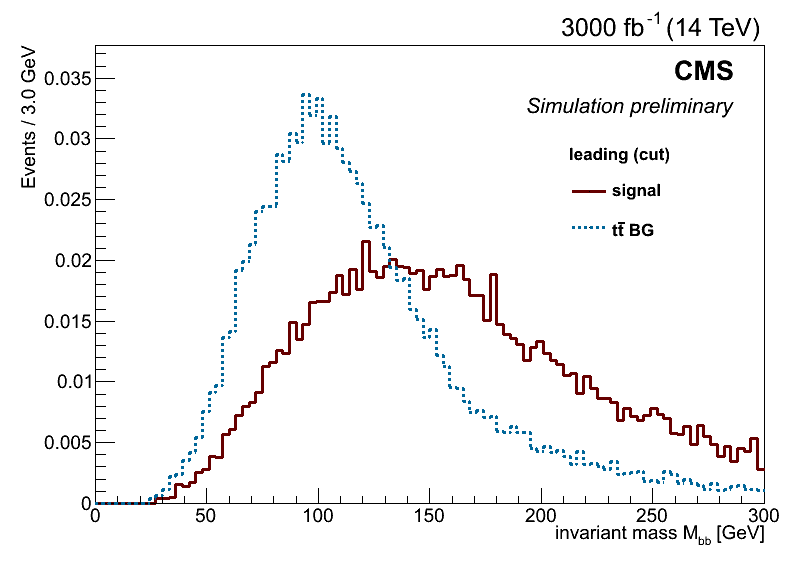 3000 fb-1 (14 TeV)
CMS
Simulation preliminary
leading (cut)
signal
tt̄ BG
Events / 3.0 GeV
0.035
0.03
0.025
0.02
0.015
0.01
0.005
0
0 50 100 150 200 250 300
invariant mass Mbb [GeV]